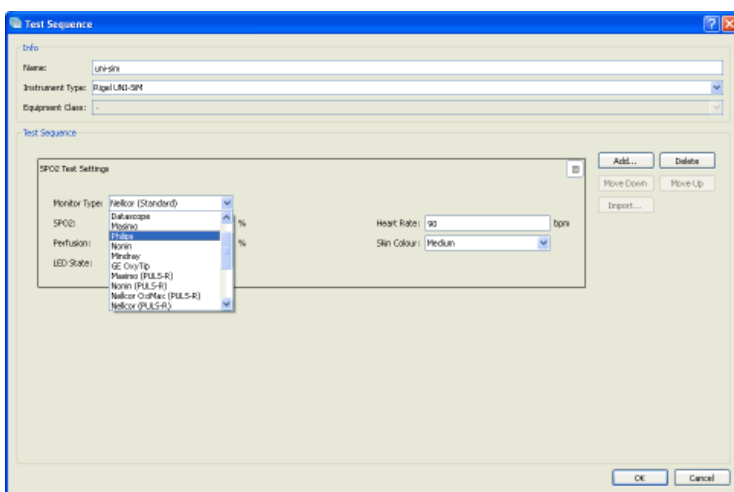 Test Sequence
Info
Name: uni-sim
Instrument Type: Rigel UNI-SIM
Equipment Class: -
Test Sequence
SPO2 Test Settings
Add... Delete
Move Down Move Up
Import...
Monitor Type: Nellcor (Standard)
SPO2: % Heart Rate: 90 bpm
Perfusion: % Skin Colour: Medium
LED State:
Datascope
Masimo
Philips
Nonin
Mindray
GE OxyTip
Masimo (PULS-R)
Nonin (PULS-R)
Nellcor OxiMax (PULS-R)
Nellcor (PULS-R)
OK Cancel